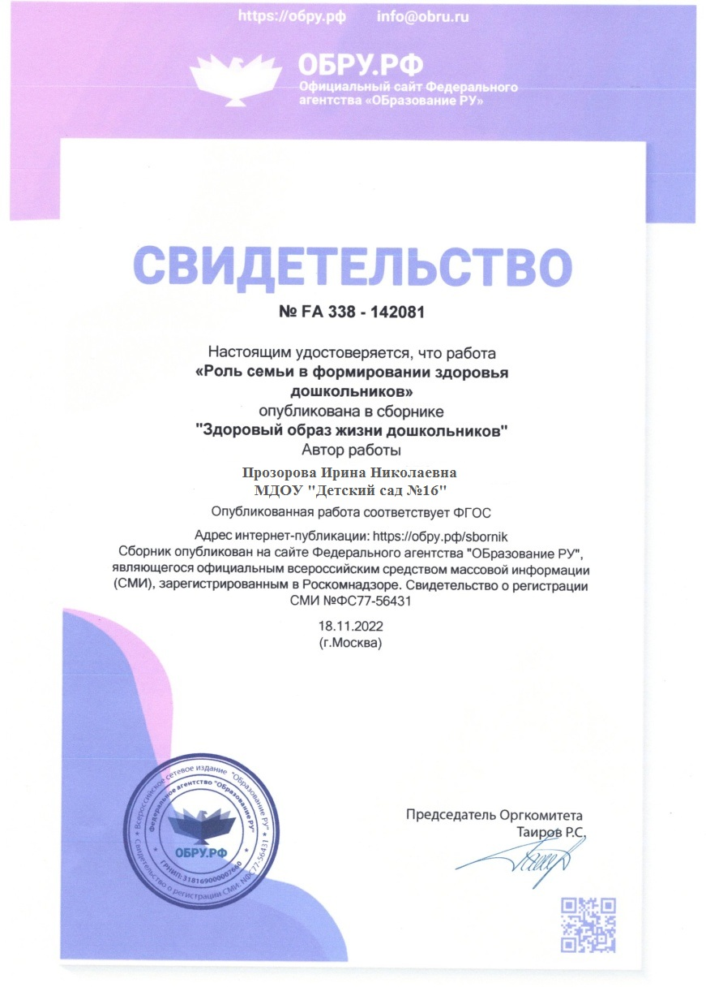 https://обру.рф info@obru.ru
ОБРУ.РФ
Официальный сайт Федерального
агентства «ОБразование РУ»
СВИДЕТЕЛЬСТВО
№ FA 338 - 142081
Настоящим удостоверяется, что работа
«Роль семьи в формировании здоровья
дошкольников»
опубликована в сборнике
"Здоровый образ жизни дошкольников"
Автор работы
Прозорова Ирина Николаевна
МДОУ "Детский сад №16"
Опубликованная работа соответствует ФГОС
Адрес интернет-публикации: https://обру.рф/sbornik
Сборник опубликован на сайте Федерального агентства "ОБразование РУ",
являющегося официальным всероссийским средством массовой информации
(СМИ), зарегистрированным в Роскомнадзоре. Свидетельство о регистрации
СМИ №ФС77-56431
18.11.2022
(г.Москва)
Всероссийское сетевое издание "Образование РУ"
Свидетельство о регистрации СМИ: №ФС77-56431
Федеральное агентство "ОБразование РУ"
ГРНИП: 318169000007660
ОБРУ.РФ
Председатель Оргкомитета
Таиров Р.С.